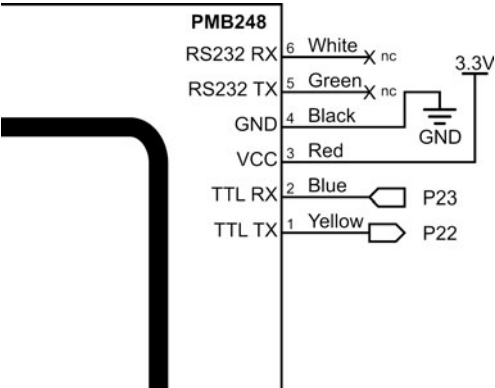 PMB248
RS232 RX 6 White nc
3.3V
RS232 TX 5 Green nc
GND 4 Black
GND
VCC 3 Red
TTL RX 2 Blue P23
TTL TX 1 Yellow P22